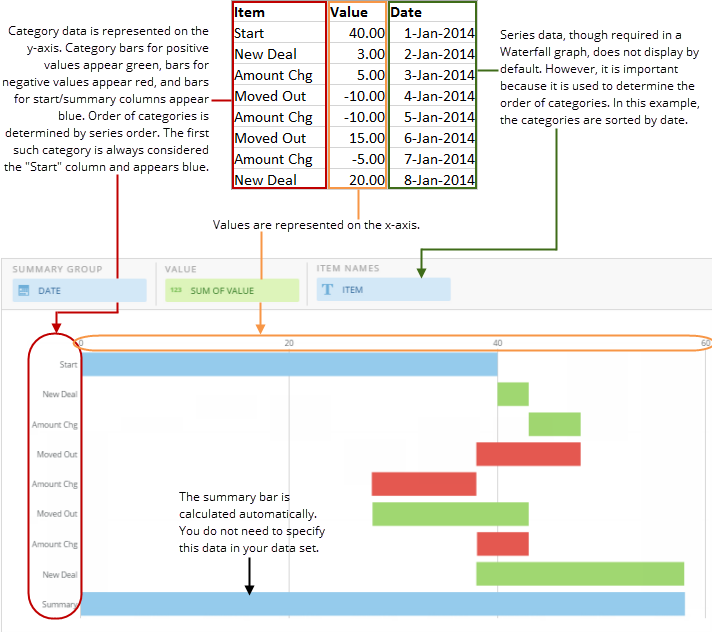 Category data is represented on the
y-axis. Category bars for positive
values appear green, bars for
negative values appear red, and bars
for start/summary columns appear
blue. Order of categories is
determined by series order. The first
such category is always considered
the "Start" column and appears blue.
Item Value Date
Start 40.00 1-Jan-2014
New Deal 3.00 2-Jan-2014
Amount Chg 5.00 3-Jan-2014
Moved Out -10.00 4-Jan-2014
Amount Chg -10.00 5-Jan-2014
Moved Out 15.00 6-Jan-2014
Amount Chg -5.00 7-Jan-2014
New Deal 20.00 8-Jan-2014
Series data, though required in a
Waterfall graph, does not display by
default. However, it is important
because it is used to determine the
order of categories. In this example,
the categories are sorted by date.
Values are represented on the x-axis.
SUMMARY GROUP VALUE ITEM NAMES
DATE 123 SUM OF VALUE T ITEM
0 20 40 60
Start
New Deal
Amount Chg
Moved Out
Amount Chg
Moved Out
Amount Chg
New Deal
Summary
The summary bar is
calculated automatically.
You do not need to specify
this data in your data set.